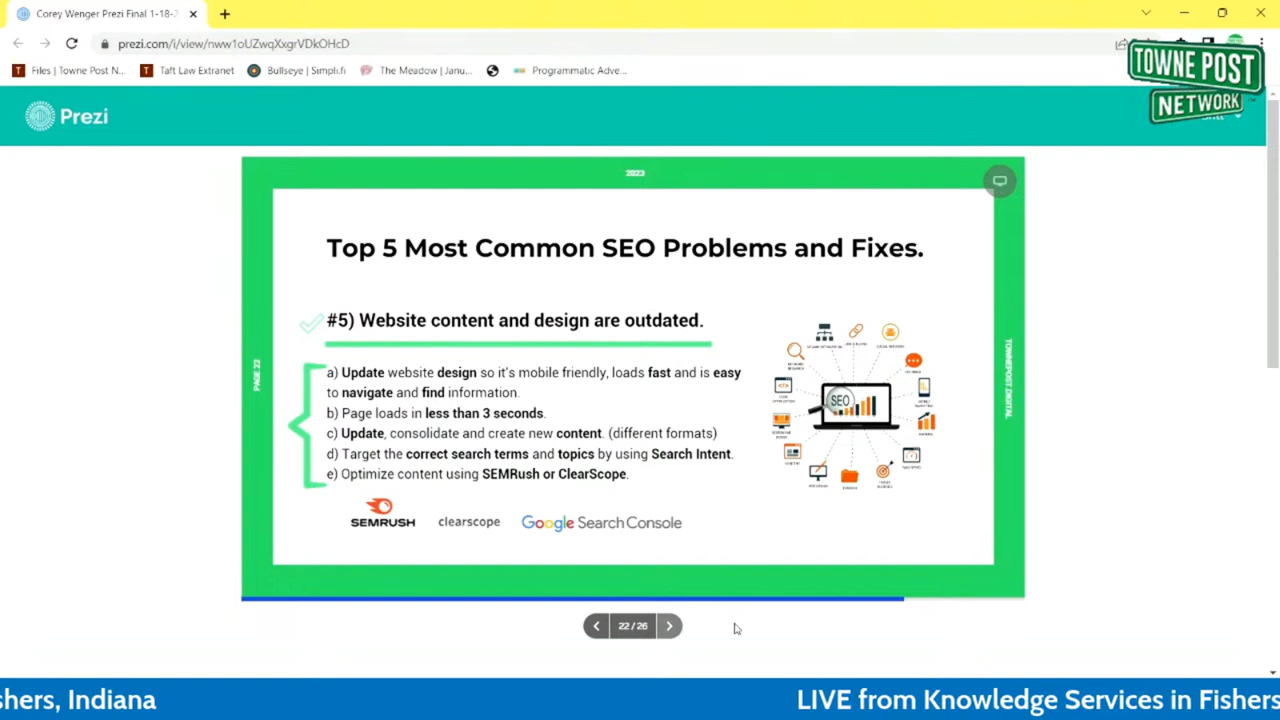 Corey Wenger Prezi Final 1-18-2
prezi.com/i/view/nww1oUZwqXxgrVDkOHcD
Files | Towne Post N...
Taft Law Extranet
Bullseye | Simpli.fi
The Meadow | Janu...
Programmatic Adve...
TOWNE POST
NETWORK
Prezi
2023
Top 5 Most Common SEO Problems and Fixes.
#5) Website content and design are outdated.
a) Update website design so it's mobile friendly, loads fast and is easy
to navigate and find information.
b) Page loads in less than 3 seconds.
c) Update, consolidate and create new content. (different formats)
d) Target the correct search terms and topics by using Search Intent.
e) Optimize content using SEMRush or ClearScope.
SEMRUSH
clearscope
Google Search Console
SEO
PAGE 22
TOWNEPOST DIGITAL
22 / 26
shers, Indiana
LIVE from Knowledge Services in Fishers